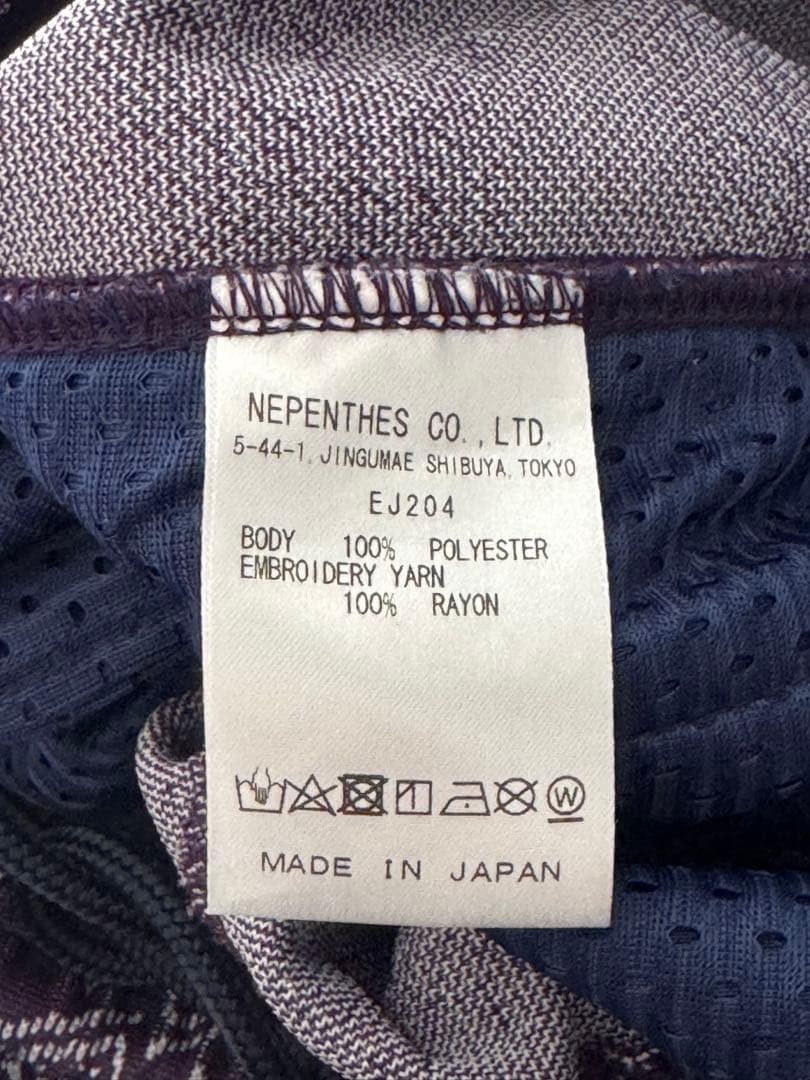 NEPENTHES CO.,LTD.
5-44-1, JINGUMAE SHIBUYA, TOKYO
EJ204
BODY 100% POLYESTER
EMBROIDERY YARN
100% RAYON
W
MADE IN JAPAN